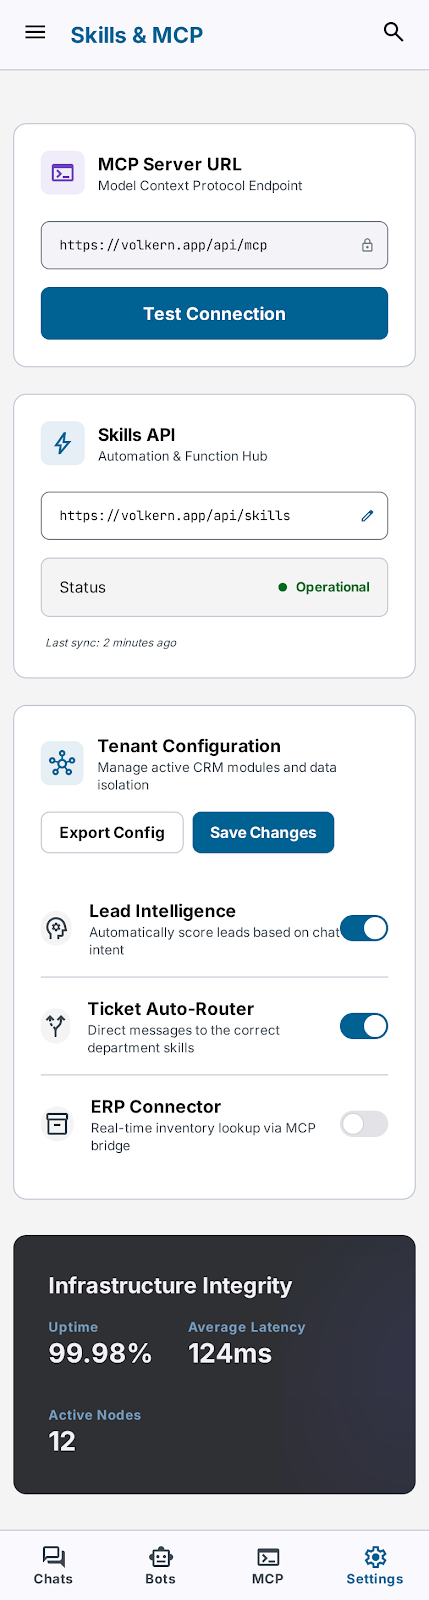 Skills & MCP
MCP Server URL
Model Context Protocol Endpoint
https://volkern.app/api/mcp
Test Connection
Skills API
Automation & Function Hub
https://volkern.app/api/skills
Status
Operational
Last sync: 2 minutes ago
Tenant Configuration
Manage active CRM modules and data
isolation
Export Config
Save Changes
Lead Intelligence
Automatically score leads based on chat
intent
Ticket Auto-Router
Direct messages to the correct
department skills
ERP Connector
Real-time inventory lookup via MCP
bridge
Infrastructure Integrity
Uptime
99.98%
Average Latency
124ms
Active Nodes
12
Chats
Bots
MCP
Settings